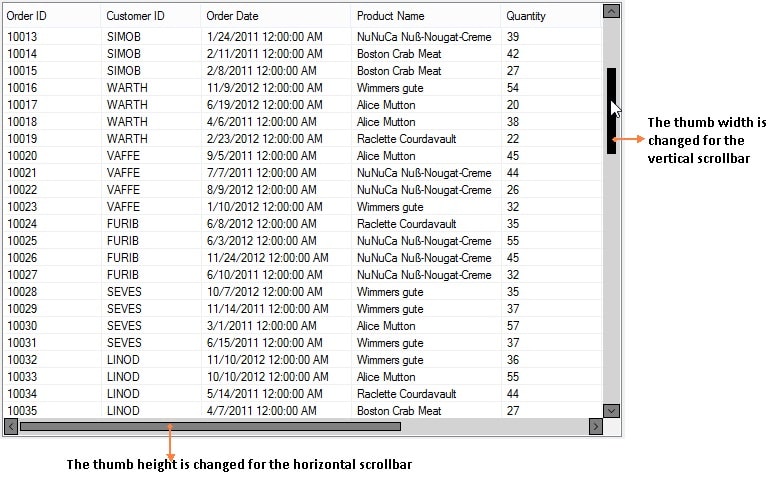 Order ID Customer ID Order Date Product Name Quantity
10013 SIMOB 1/24/2011 12:00:00 AM NuNuCa Nuß-Nougat-Creme 39
10014 SIMOB 2/11/2011 12:00:00 AM Boston Crab Meat 42
10015 SIMOB 2/8/2011 12:00:00 AM Boston Crab Meat 27
10016 WARTH 11/9/2012 12:00:00 AM Wimmers gute 54
10017 WARTH 6/19/2012 12:00:00 AM Alice Mutton 20
10018 WARTH 4/6/2011 12:00:00 AM Alice Mutton 38
10019 WARTH 2/23/2012 12:00:00 AM Raclette Courdavault 22
10020 VAFFE 9/5/2011 12:00:00 AM Alice Mutton 45
10021 VAFFE 7/7/2011 12:00:00 AM NuNuCa Nuß-Nougat-Creme 44
10022 VAFFE 8/9/2012 12:00:00 AM NuNuCa Nuß-Nougat-Creme 26
10023 VAFFE 1/10/2012 12:00:00 AM Wimmers gute 32
10024 FURIB 6/8/2012 12:00:00 AM Raclette Courdavault 35
10025 FURIB 6/3/2012 12:00:00 AM NuNuCa Nuß-Nougat-Creme 55
10026 FURIB 11/24/2012 12:00:00 AM NuNuCa Nuß-Nougat-Creme 45
10027 FURIB 6/10/2011 12:00:00 AM NuNuCa Nuß-Nougat-Creme 32
10028 SEVES 10/7/2012 12:00:00 AM Wimmers gute 35
10029 SEVES 11/14/2011 12:00:00 AM Wimmers gute 37
10030 SEVES 3/1/2011 12:00:00 AM Alice Mutton 57
10031 SEVES 6/15/2011 12:00:00 AM Wimmers gute 37
10032 LINOD 11/10/2012 12:00:00 AM Wimmers gute 36
10033 LINOD 10/10/2012 12:00:00 AM Alice Mutton 55
10034 LINOD 5/14/2011 12:00:00 AM Raclette Courdavault 44
10035 LINOD 4/7/2011 12:00:00 AM Boston Crab Meat 27
The thumb width is
changed for the
vertical scrollbar
The thumb height is changed for the horizontal scrollbar